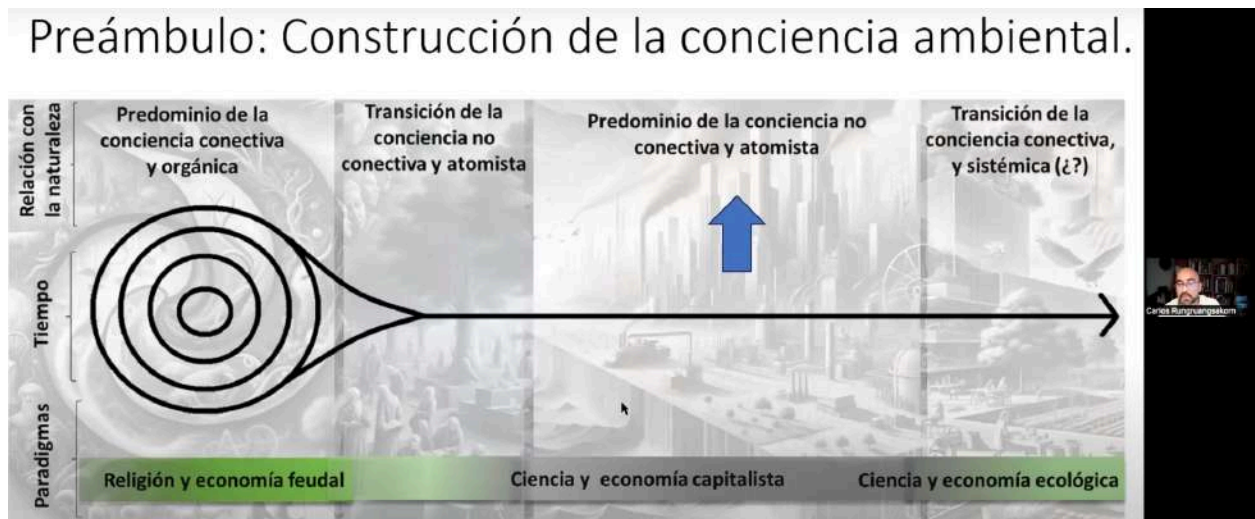 Preámbulo: Construcción de la conciencia ambiental.
Relación con
la naturaleza
Predominio de la
conciencia conectiva
y orgánica
Transición de la
conciencia no
conectiva y atomista
Predominio de la conciencia no
conectiva y atomista
Transición de la
conciencia conectiva,
y sistémica (¿?)
Tiempo
Paradigmas
Religión y economía feudal
Ciencia y economía capitalista
Ciencia y economía ecológica
Carlos Rungruangsakorn